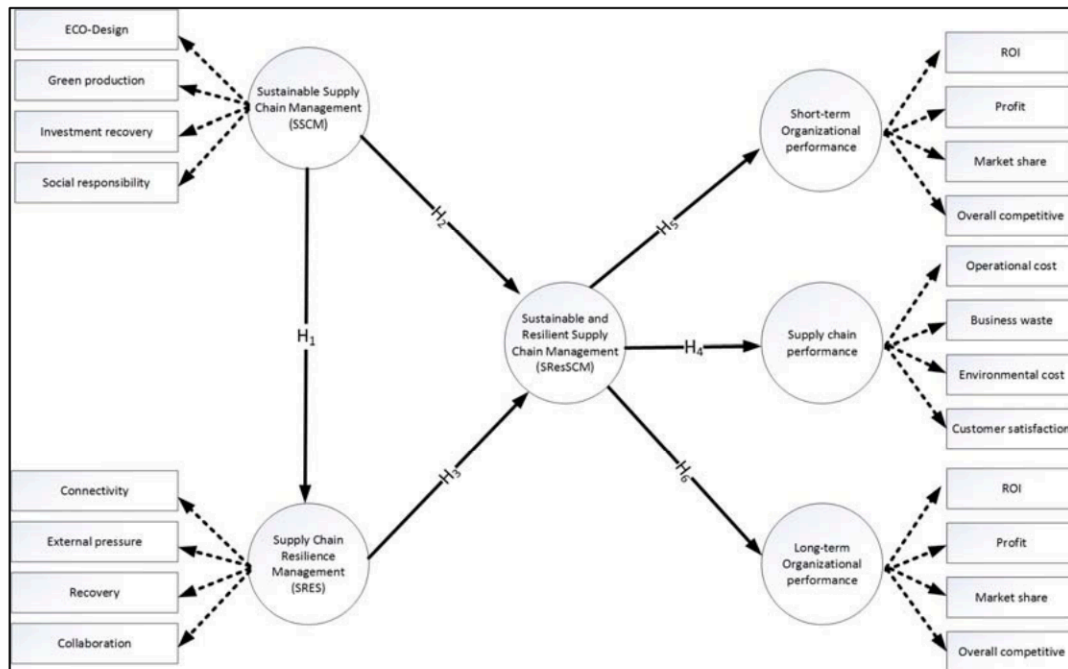 ECO-Design
Green production
Investment recovery
Social responsibility
Sustainable Supply
Chain Management
(SSCM)
Short-term
Organizational
performance
ROI
Profit
Market share
Overall competitive
H2
H5
H1
Sustainable and
Resilient Supply
Chain Management
(SResSCM)
H4
Supply chain
performance
Operational cost
Business waste
Environmental cost
Customer satisfaction
H3
H6
Connectivity
External pressure
Recovery
Collaboration
Supply Chain
Resilience
Management
(SRES)
Long-term
Organizational
performance
ROI
Profit
Market share
Overall competitive